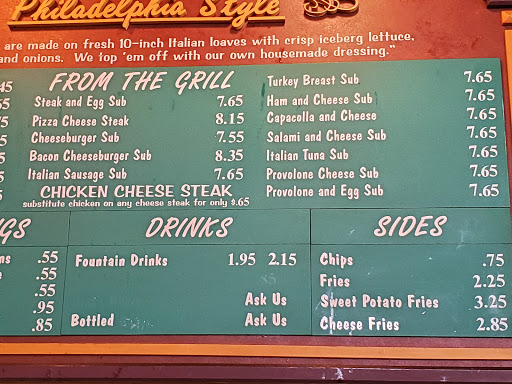 Philadelphia Style
are made on fresh 10-inch Italian loaves with crisp iceberg lettuce,
and onions. We top 'em off with our own housemade dressing."
FROM THE GRILL
Steak and Egg Sub 7.65
Pizza Cheese Steak 8.15
Cheeseburger Sub 7.55
Bacon Cheeseburger Sub 8.35
Italian Sausage Sub 7.65
CHICKEN CHEESE STEAK
substitute chicken on any cheese steak for only $.65
Turkey Breast Sub 7.65
Ham and Cheese Sub 7.65
Capacolla and Cheese 7.65
Salami and Cheese Sub 7.65
Italian Tuna Sub 7.65
Provolone Cheese Sub 7.65
Provolone and Egg Sub 7.65
.55
.55
.55
.95
.85
DRINKS
Fountain Drinks 1.95 2.15
Ask Us
Bottled Ask Us
SIDES
Chips .75
Fries 2.25
Sweet Potato Fries 3.25
Cheese Fries 2.85